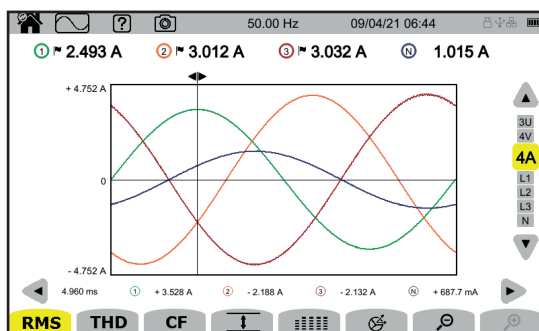 ? 50.00 Hz 09/04/21 06:44
1 2.493 A 2 3.012 A 3 3.032 A N 1.015 A
+ 4.752 A
0
- 4.752 A
3U
4V
4A
L1
L2
L3
N
4.960 ms 1 + 3.528 A 2 - 2.188 A 3 - 2.132 A N + 687.7 mA
RMS THD CF